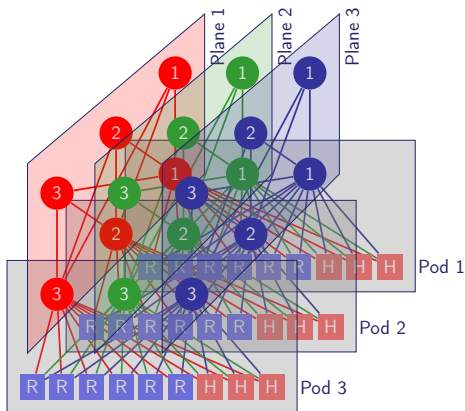 Plane 1 Plane 2 Plane 3
1 1 1
2 2 2
1 1 1
3 3 3
2 2 2
R R R R R R H H H Pod 1
3 3 3
R R R R R R H H H Pod 2
R R R R R R H H H Pod 3